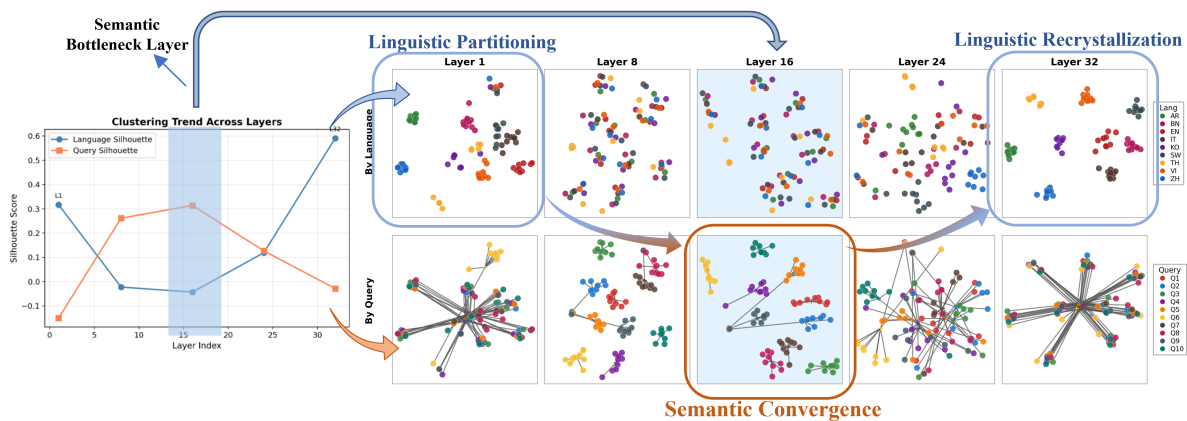 Semantic
Bottleneck Layer
Linguistic Partitioning
Linguistic Recrystallization
Layer 1
Layer 8
Layer 16
Layer 24
Layer 32
Clustering Trend Across Layers
Language Silhouette
Query Silhouette
L1
L32
Silhouette Score
0.6
0.5
0.4
0.3
0.2
0.1
0.0
−0.1
0
5
10
15
20
25
30
Layer Index
By Language
By Query
Lang
AR
BN
EN
IT
KO
SW
TH
VI
ZH
Query
Q1
Q2
Q3
Q4
Q5
Q6
Q7
Q8
Q9
Q10
Semantic Convergence